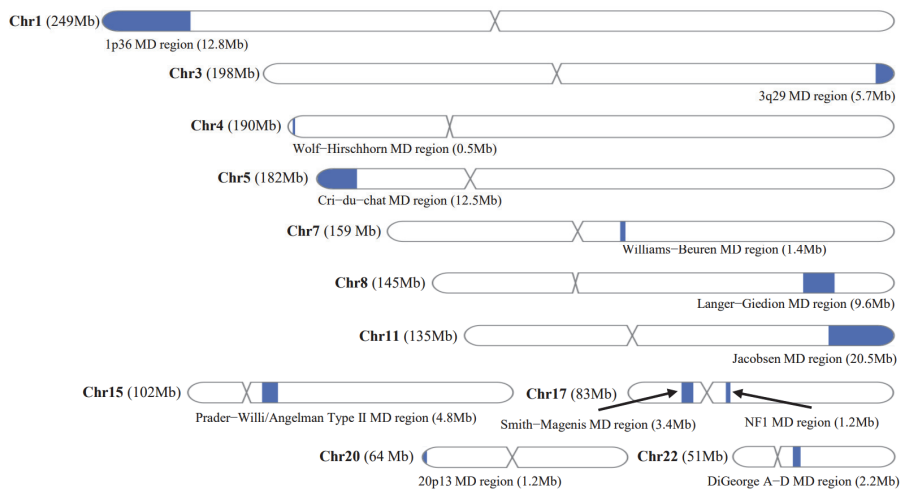 Chr1 (249Mb)
1p36 MD region (12.8Mb)
Chr3 (198Mb)
3q29 MD region (5.7Mb)
Chr4 (190Mb)
Wolf−Hirschhorn MD region (0.5Mb)
Chr5 (182Mb)
Cri−du−chat MD region (12.5Mb)
Chr7 (159 Mb)
Williams−Beuren MD region (1.4Mb)
Chr8 (145Mb)
Langer−Giedion MD region (9.6Mb)
Chr11 (135Mb)
Jacobsen MD region (20.5Mb)
Chr15 (102Mb)
Prader−Willi/Angelman Type II MD region (4.8Mb)
Chr17 (83Mb)
Smith−Magenis MD region (3.4Mb)
NF1 MD region (1.2Mb)
Chr20 (64 Mb)
20p13 MD region (1.2Mb)
Chr22 (51Mb)
DiGeorge A−D MD region (2.2Mb)